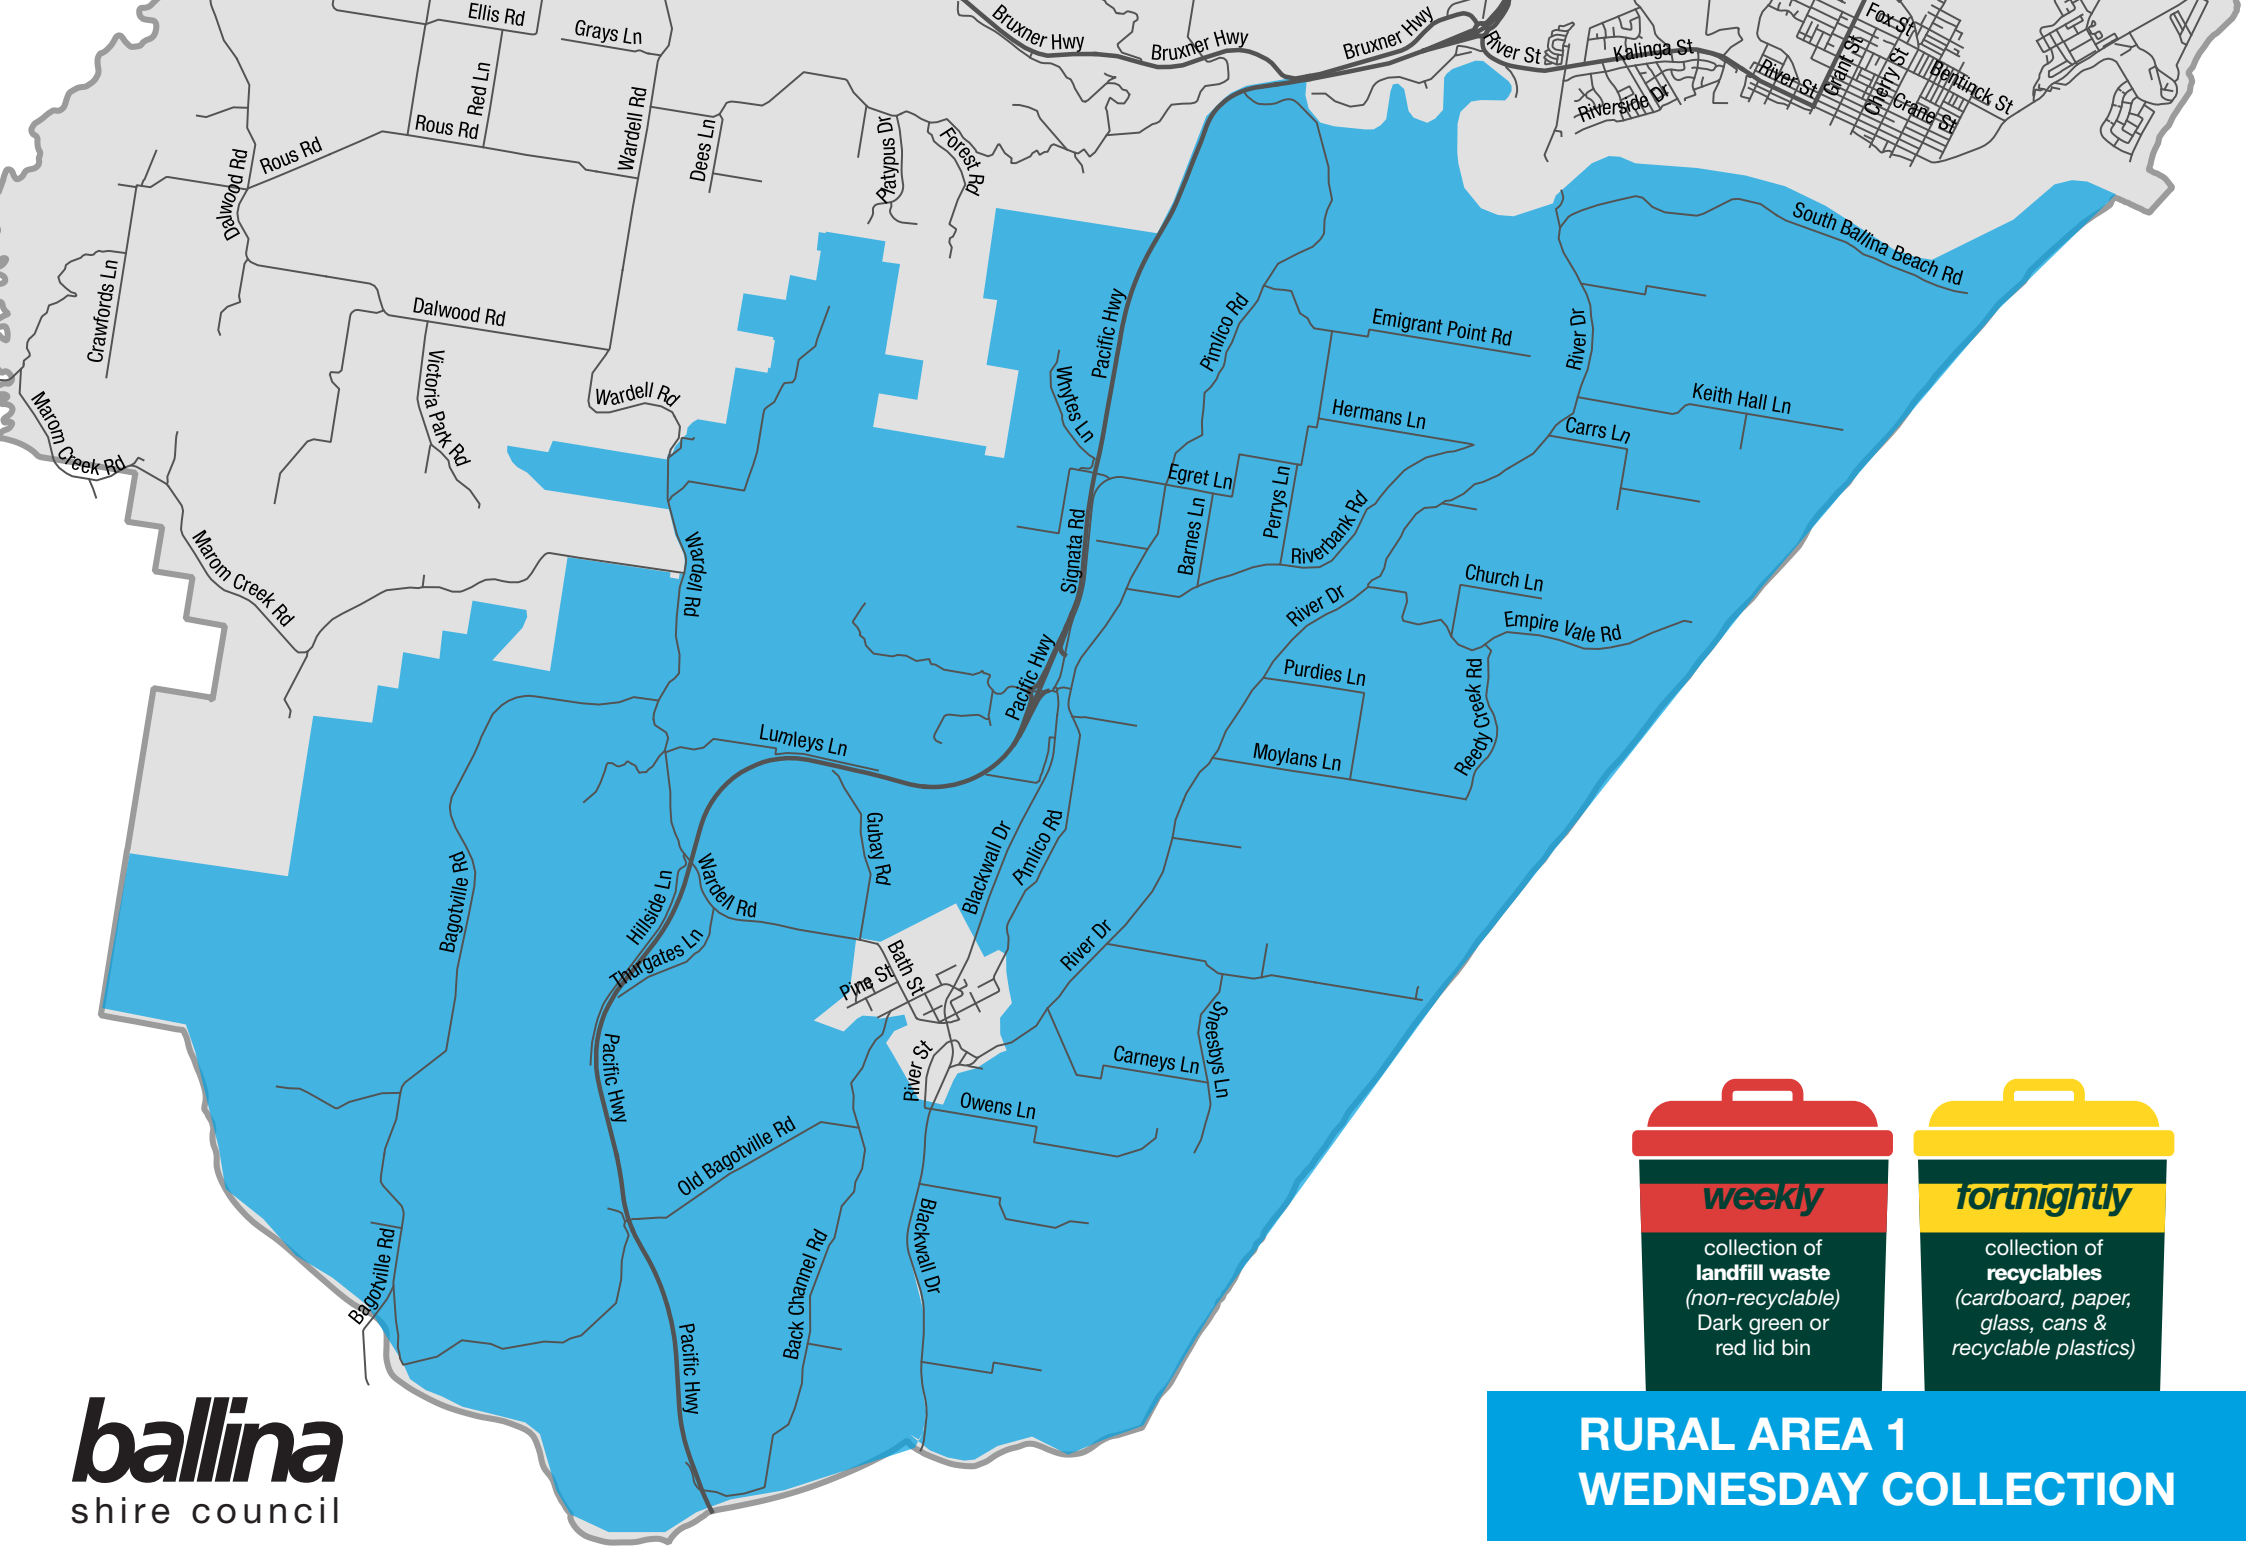 Ellis Rd
Grays Ln
Bruxner Hwy
Bruxner Hwy
Bruxner Hwy
River St
Kalinga St
Fox St
Grant St
River St
Cherry St
Bentinck St
Crane St
Riverside Dr
Red Ln
Rous Rd
Wardell Rd
Dees Ln
Platypus Dr
Forest Rd
Rous Rd
Dalwood Rd
Crawfords Ln
Dalwood Rd
Victoria Park Rd
Wardell Rd
Marom Creek Rd
Marom Creek Rd
Wardell Rd
South Ballina Beach Rd
Pacific Hwy
Pimlico Rd
Emigrant Point Rd
River Dr
Whytes Ln
Hermans Ln
Keith Hall Ln
Carrs Ln
Egret Ln
Barnes Ln
Perrys Ln
Riverbank Rd
Signata Rd
River Dr
Church Ln
Empire Vale Rd
Pacific Hwy
Purdies Ln
Reedy Creek Rd
Moylans Ln
Lumleys Ln
Gubay Rd
Blackwall Dr
Pimlico Rd
Bagotville Rd
Hillside Ln
Wardell Rd
Thurgates Ln
Pine St
Bath St
River Dr
River St
Sneesbys Ln
Carneys Ln
Owens Ln
Pacific Hwy
Old Bagotville Rd
Blackwall Dr
Back Channel Rd
Bagotville Rd
Pacific Hwy
weekly
collection of
landfill waste
(non-recyclable)
Dark green or
red lid bin
fortnightly
collection of
recyclables
(cardboard, paper,
glass, cans &
recyclable plastics)
ballina
shire council
RURAL AREA 1
WEDNESDAY COLLECTION